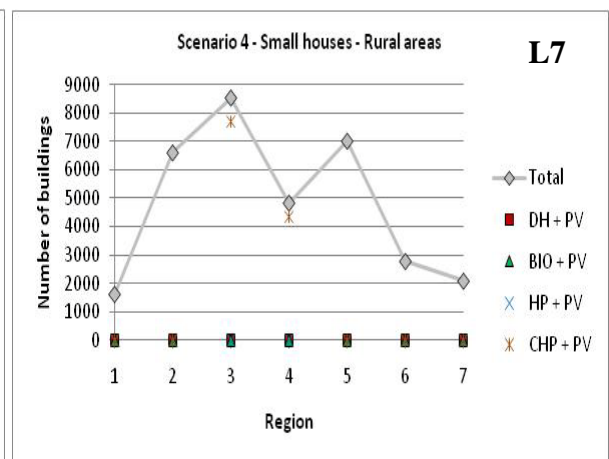 Scenario 4 - Small houses - Rural areas
L7
Number of buildings
9000
8000
7000
6000
5000
4000
3000
2000
1000
0
1 2 3 4 5 6 7
Region
Total
DH + PV
BIO + PV
HP + PV
CHP + PV